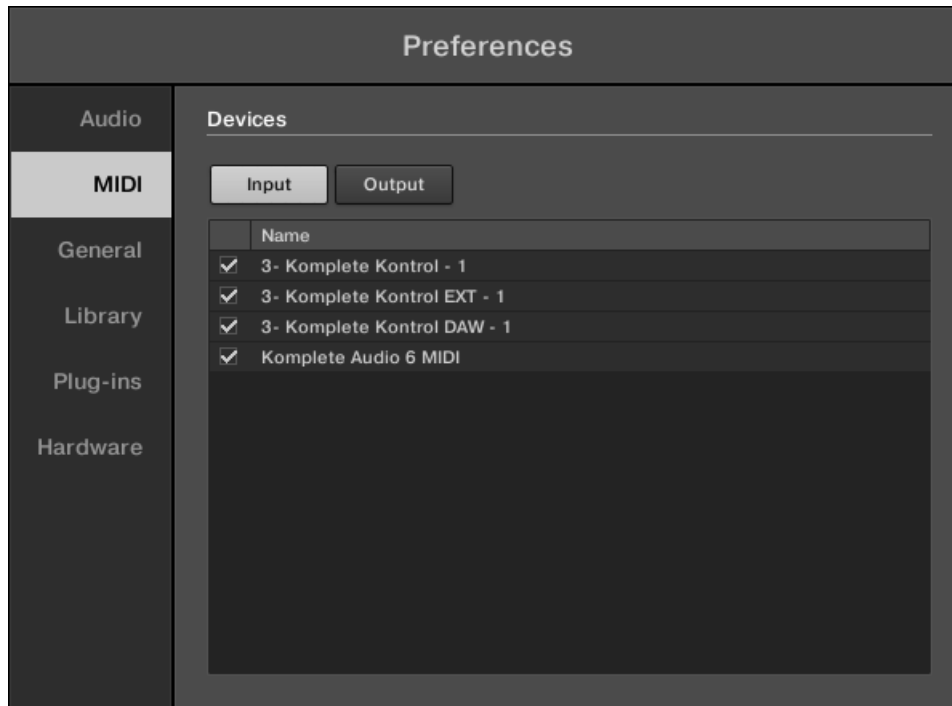 Preferences
Audio
MIDI
General
Library
Plug-ins
Hardware
Devices
Input Output
Name
3- Komplete Kontrol - 1
3- Komplete Kontrol EXT - 1
3- Komplete Kontrol DAW - 1
Komplete Audio 6 MIDI